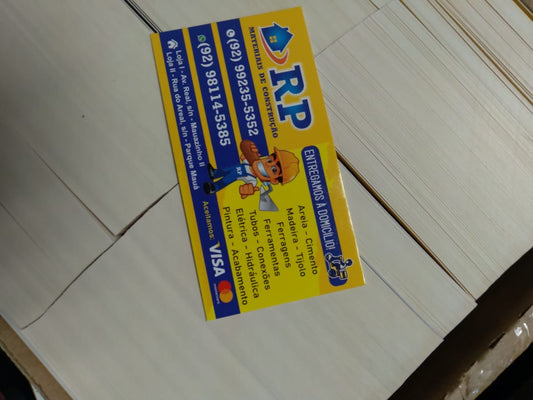 RP
MATERIAIS DE CONSTRUÇÃO
(92) 99235-5352
(92) 98114-5385
Loja I - Av. Real, s/n - Mauazinho II
Loja II - Rua do Areal, s/n - Parque Mauá
ENTREGAMOS À DOMICILIO!
Areia - Cimento
Madeira - Tijolo
Ferragens
Ferramentas
Tubos - Conexões
Elétrica - Hidráulica
Pintura - Acabamento
Aceitamos: VISA